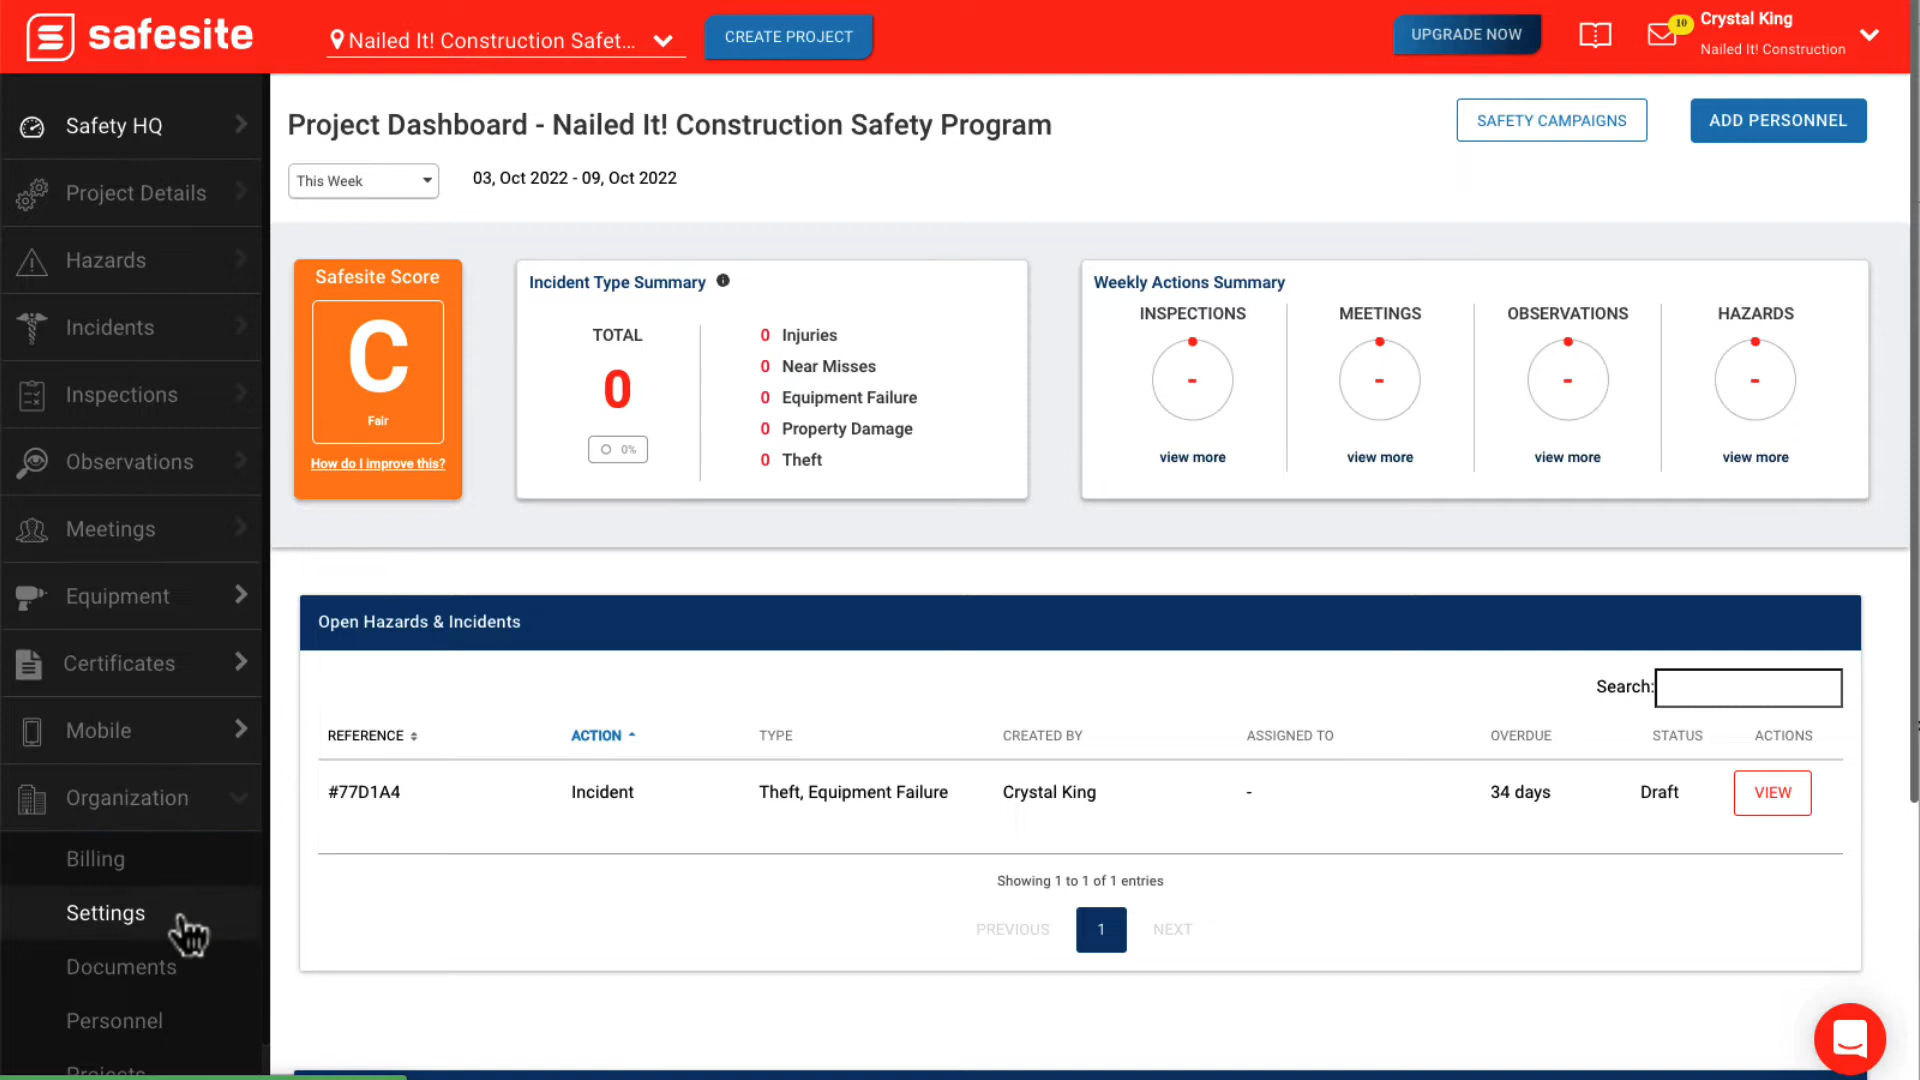 safesite
Nailed It! Construction Safet...
CREATE PROJECT
UPGRADE NOW
10
Crystal King
Nailed It! Construction
Safety HQ
Project Details
Hazards
Incidents
Inspections
Observations
Meetings
Equipment
Certificates
Mobile
Organization
Billing
Settings
Documents
Personnel
Projects
Project Dashboard - Nailed It! Construction Safety Program
SAFETY CAMPAIGNS
ADD PERSONNEL
This Week
03, Oct 2022 - 09, Oct 2022
Safesite Score
C
Fair
How do I improve this?
Incident Type Summary
TOTAL
0
0%
0 Injuries
0 Near Misses
0 Equipment Failure
0 Property Damage
0 Theft
Weekly Actions Summary
INSPECTIONS MEETINGS OBSERVATIONS HAZARDS
- - - -
view more view more view more view more
Open Hazards & Incidents
Search:
REFERENCE ACTION TYPE CREATED BY ASSIGNED TO OVERDUE STATUS ACTIONS
#77D1A4 Incident Theft, Equipment Failure Crystal King - 34 days Draft VIEW
Showing 1 to 1 of 1 entries
PREVIOUS 1 NEXT